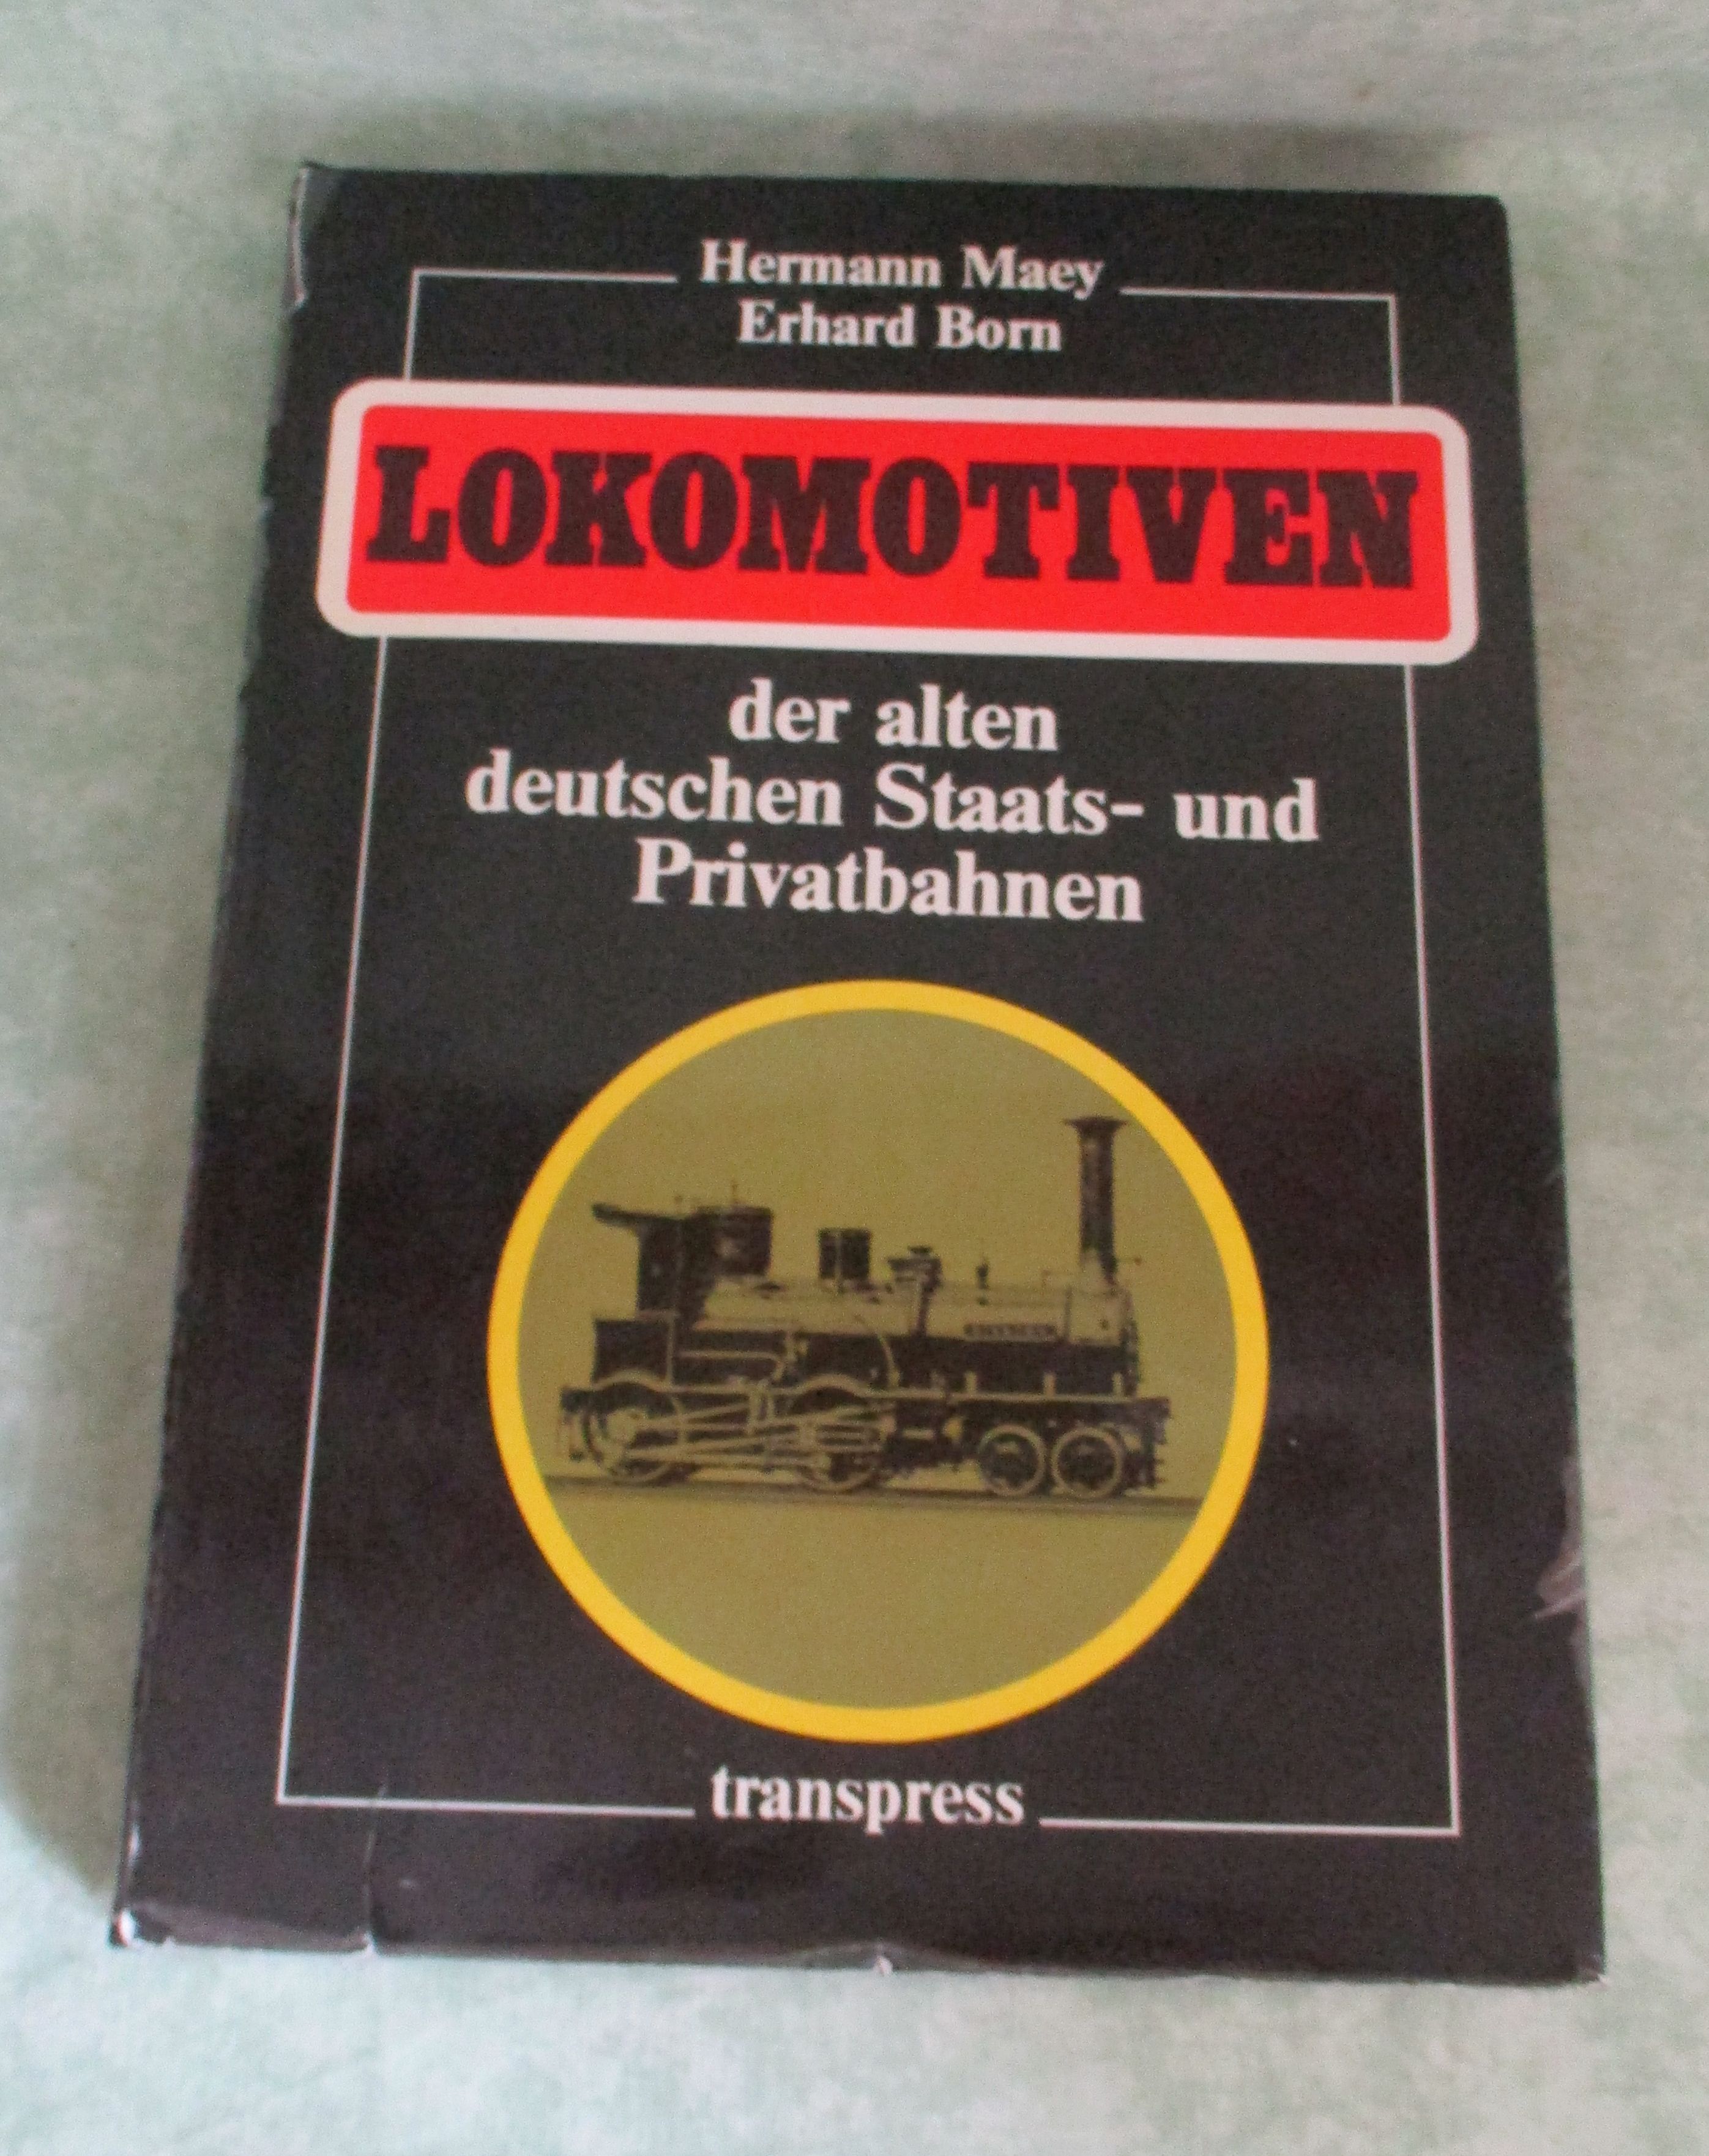 Hermann Maey
Erhard Born
LOKOMOTIVEN
der alten
deutschen Staats- und
Privatbahnen
transpress